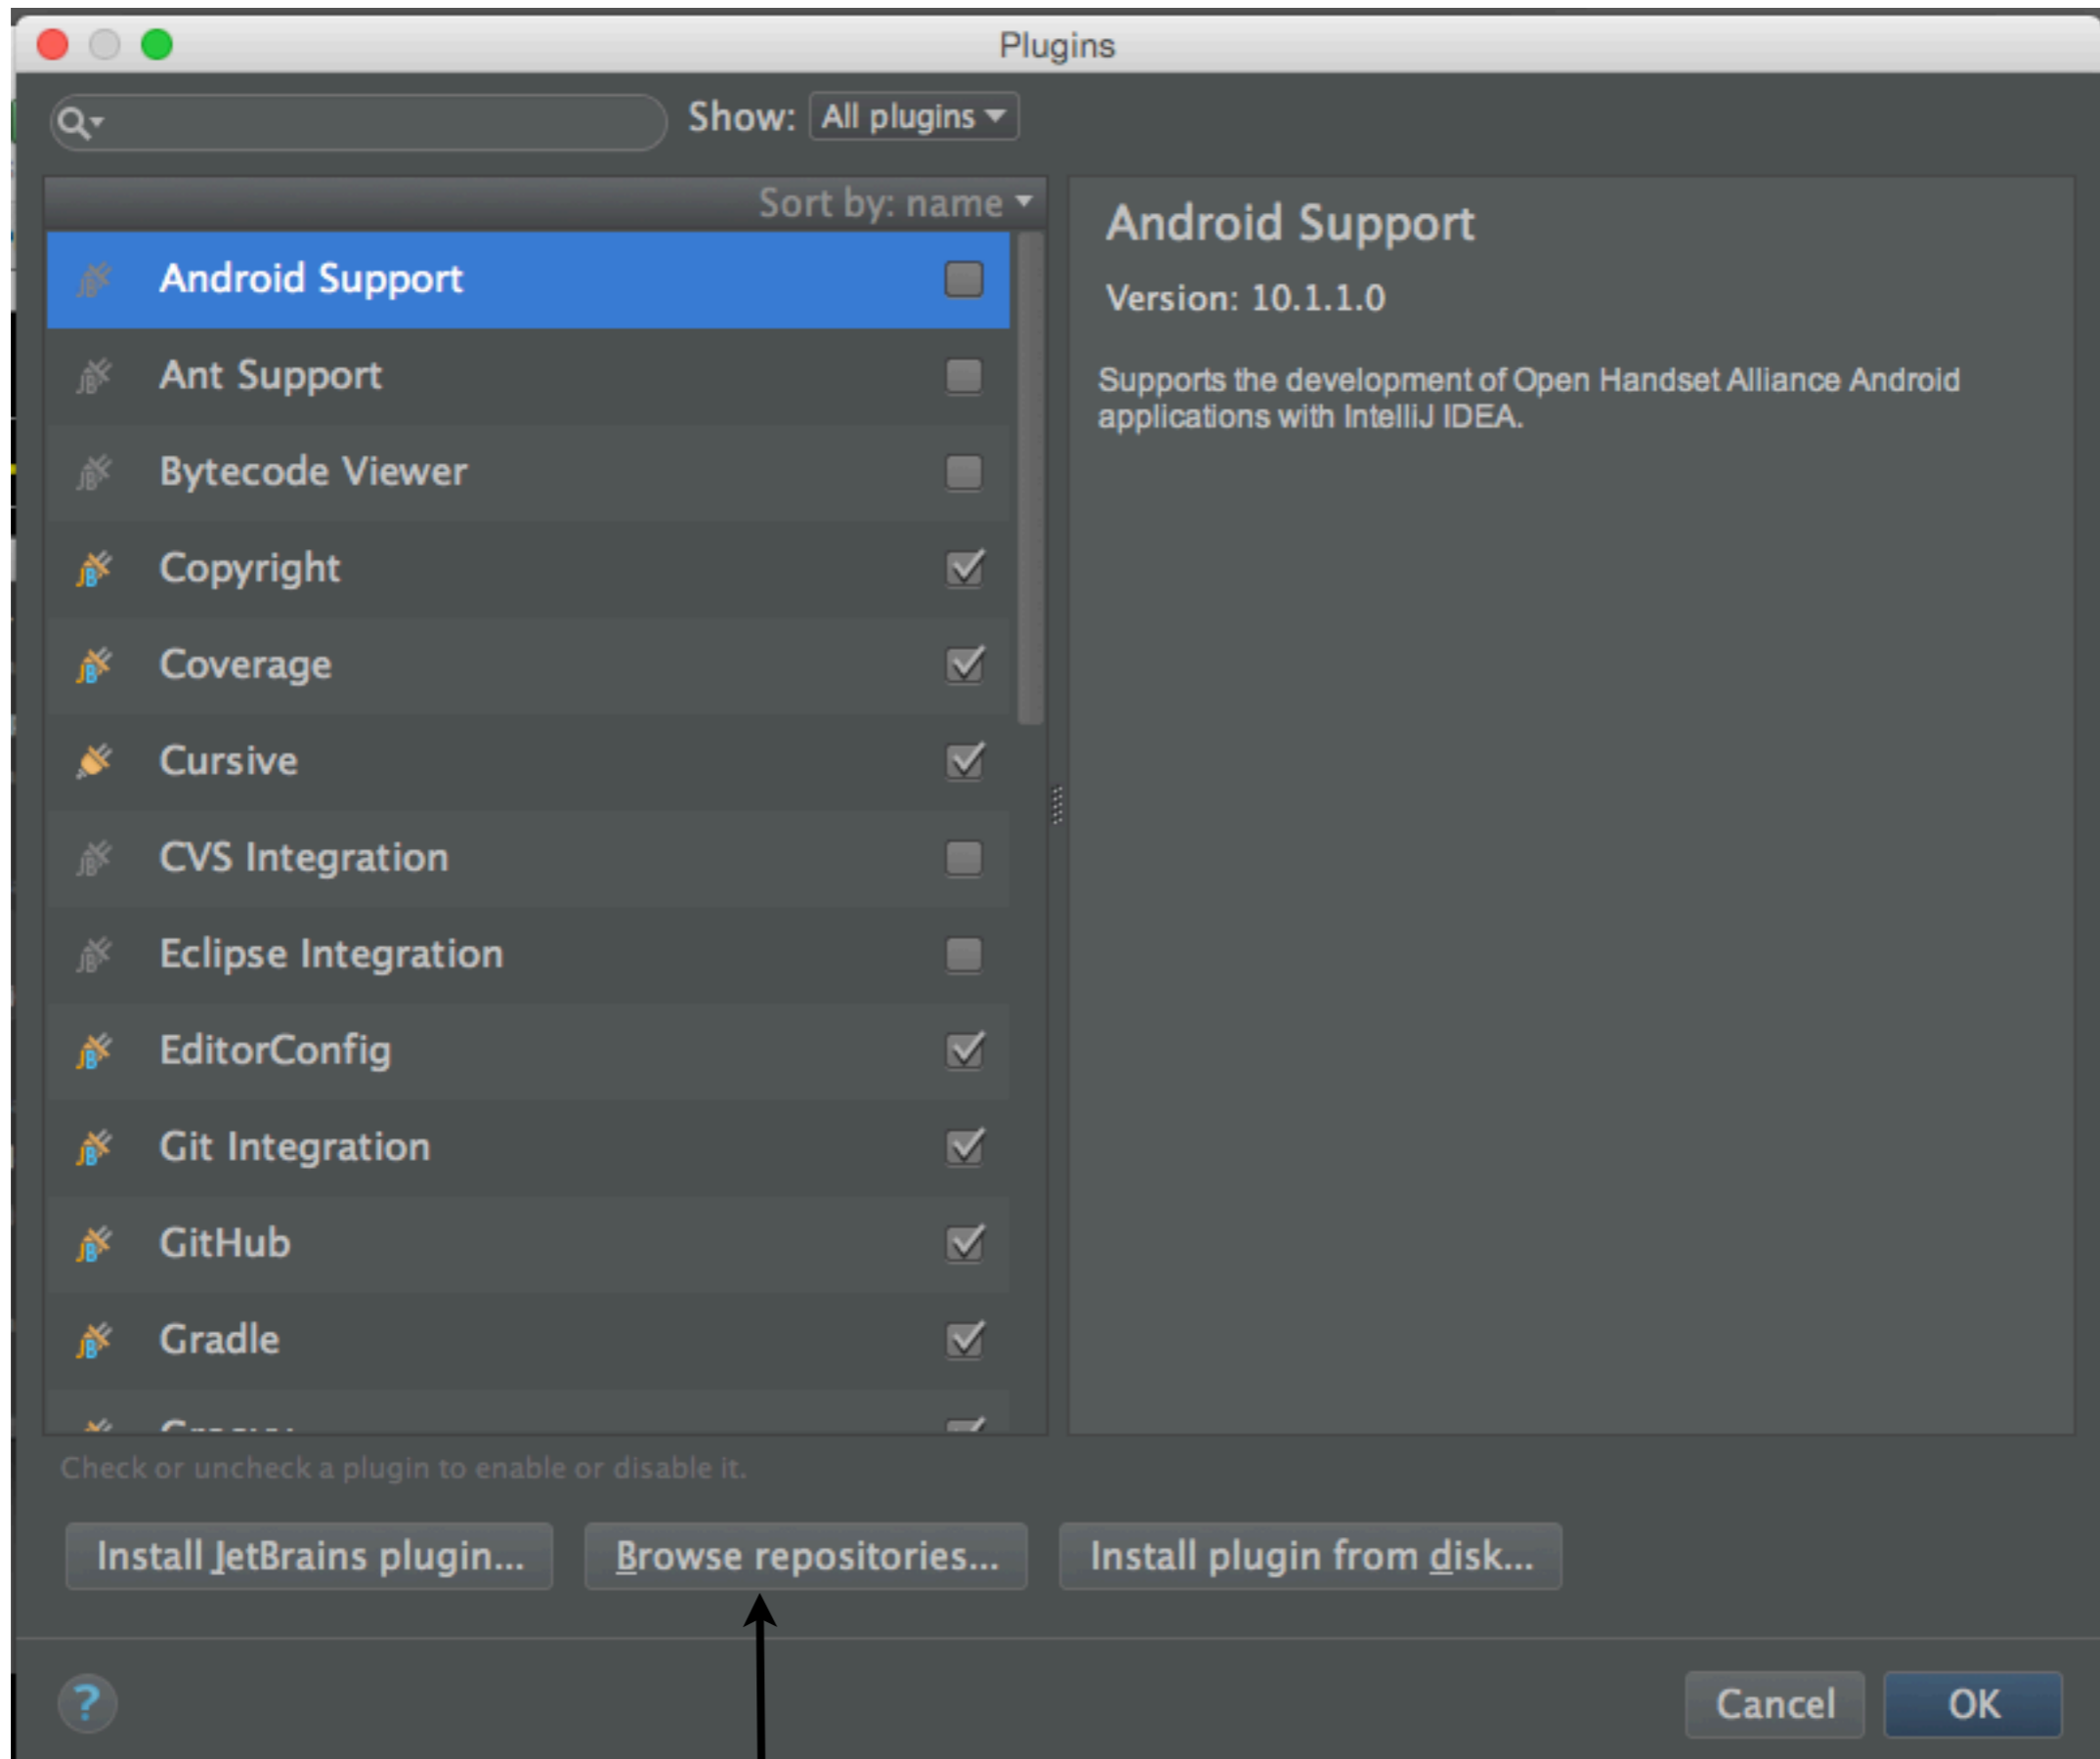 Plugins
Show: All plugins
Sort by: name
Android Support
Ant Support
Bytecode Viewer
Copyright
Coverage
Cursive
CVS Integration
Eclipse Integration
EditorConfig
Git Integration
GitHub
Gradle
Android Support
Version: 10.1.1.0
Supports the development of Open Handset Alliance Android
applications with IntelliJ IDEA.
Check or uncheck a plugin to enable or disable it.
Install JetBrains plugin...
Browse repositories...
Install plugin from disk...
?
Cancel
OK